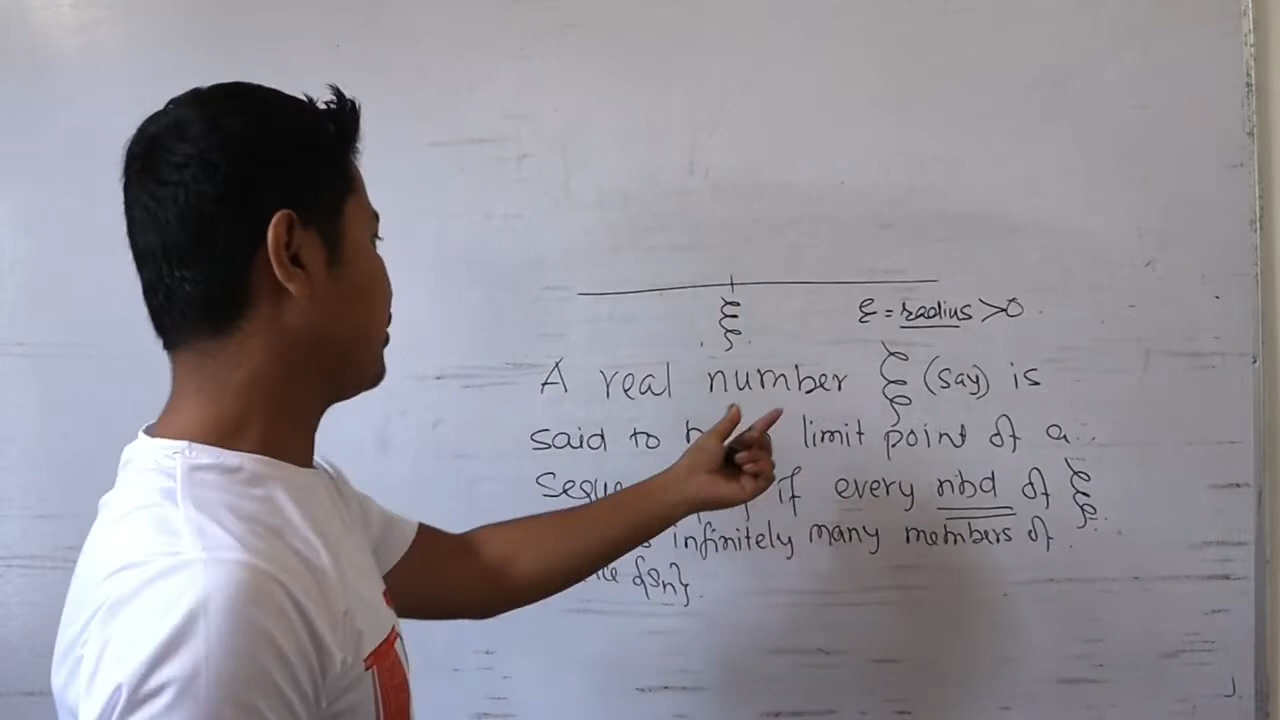 ξ
ε = radius > 0
A real number ξ (say) is
said to limit point of a
if every nbd of ξ
infinitely many members of
{Sn}.